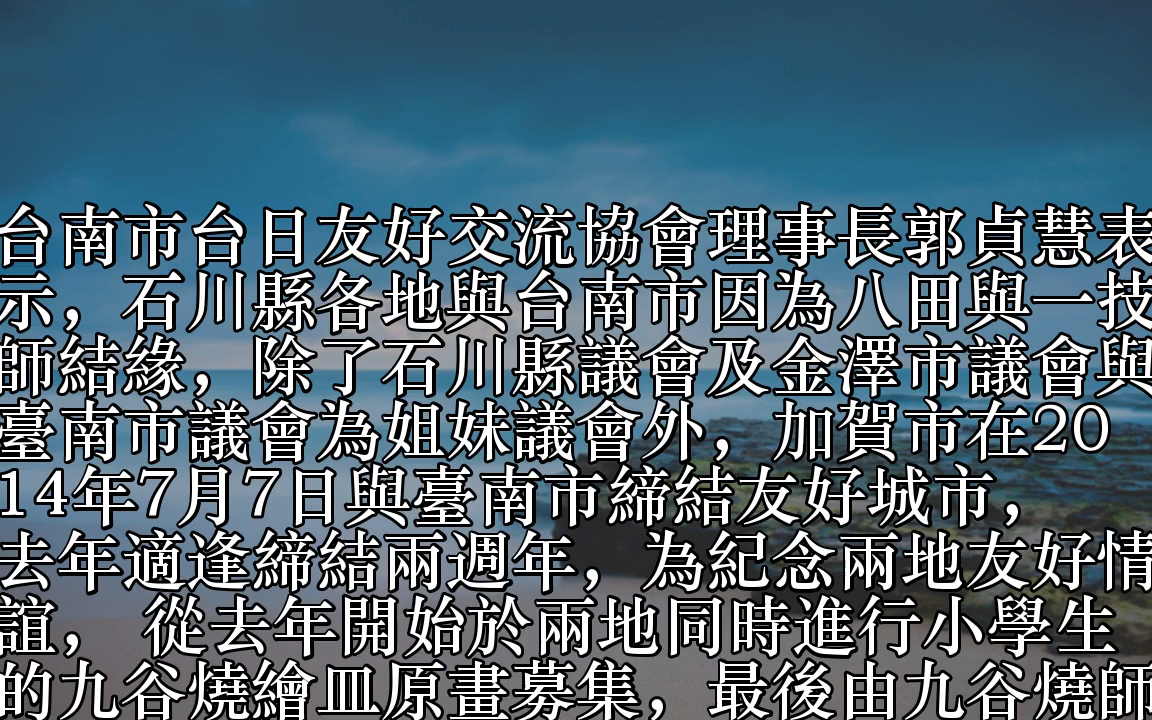 台南市台日友好交流協會理事長郭貞慧表
示，石川縣各地與台南市因為八田與一技
師結緣，除了石川縣議會及金澤市議會與
臺南市議會為姐妹議會外，加賀市在20
14年7月7日與臺南市締結友好城市，
去年適逢締結兩週年，為紀念兩地友好情
誼， 從去年開始於兩地同時進行小學生
的九谷燒繪皿原畫募集，最後由九谷燒師